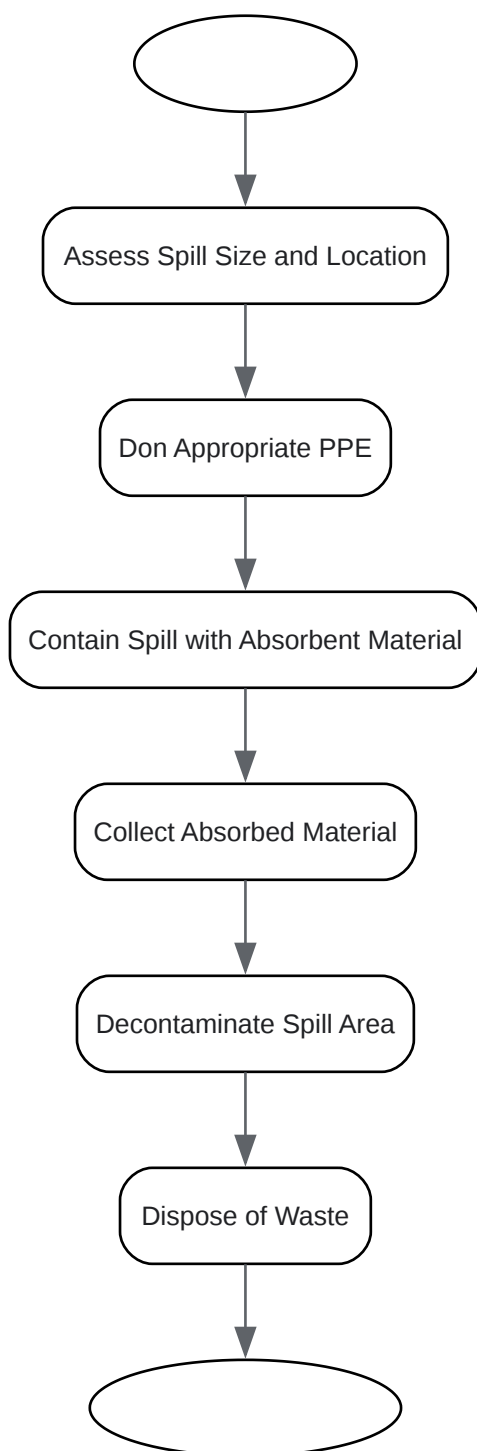 Assess Spill Size and Location
Don Appropriate PPE
Contain Spill with Absorbent Material
Collect Absorbed Material
Decontaminate Spill Area
Dispose of Waste